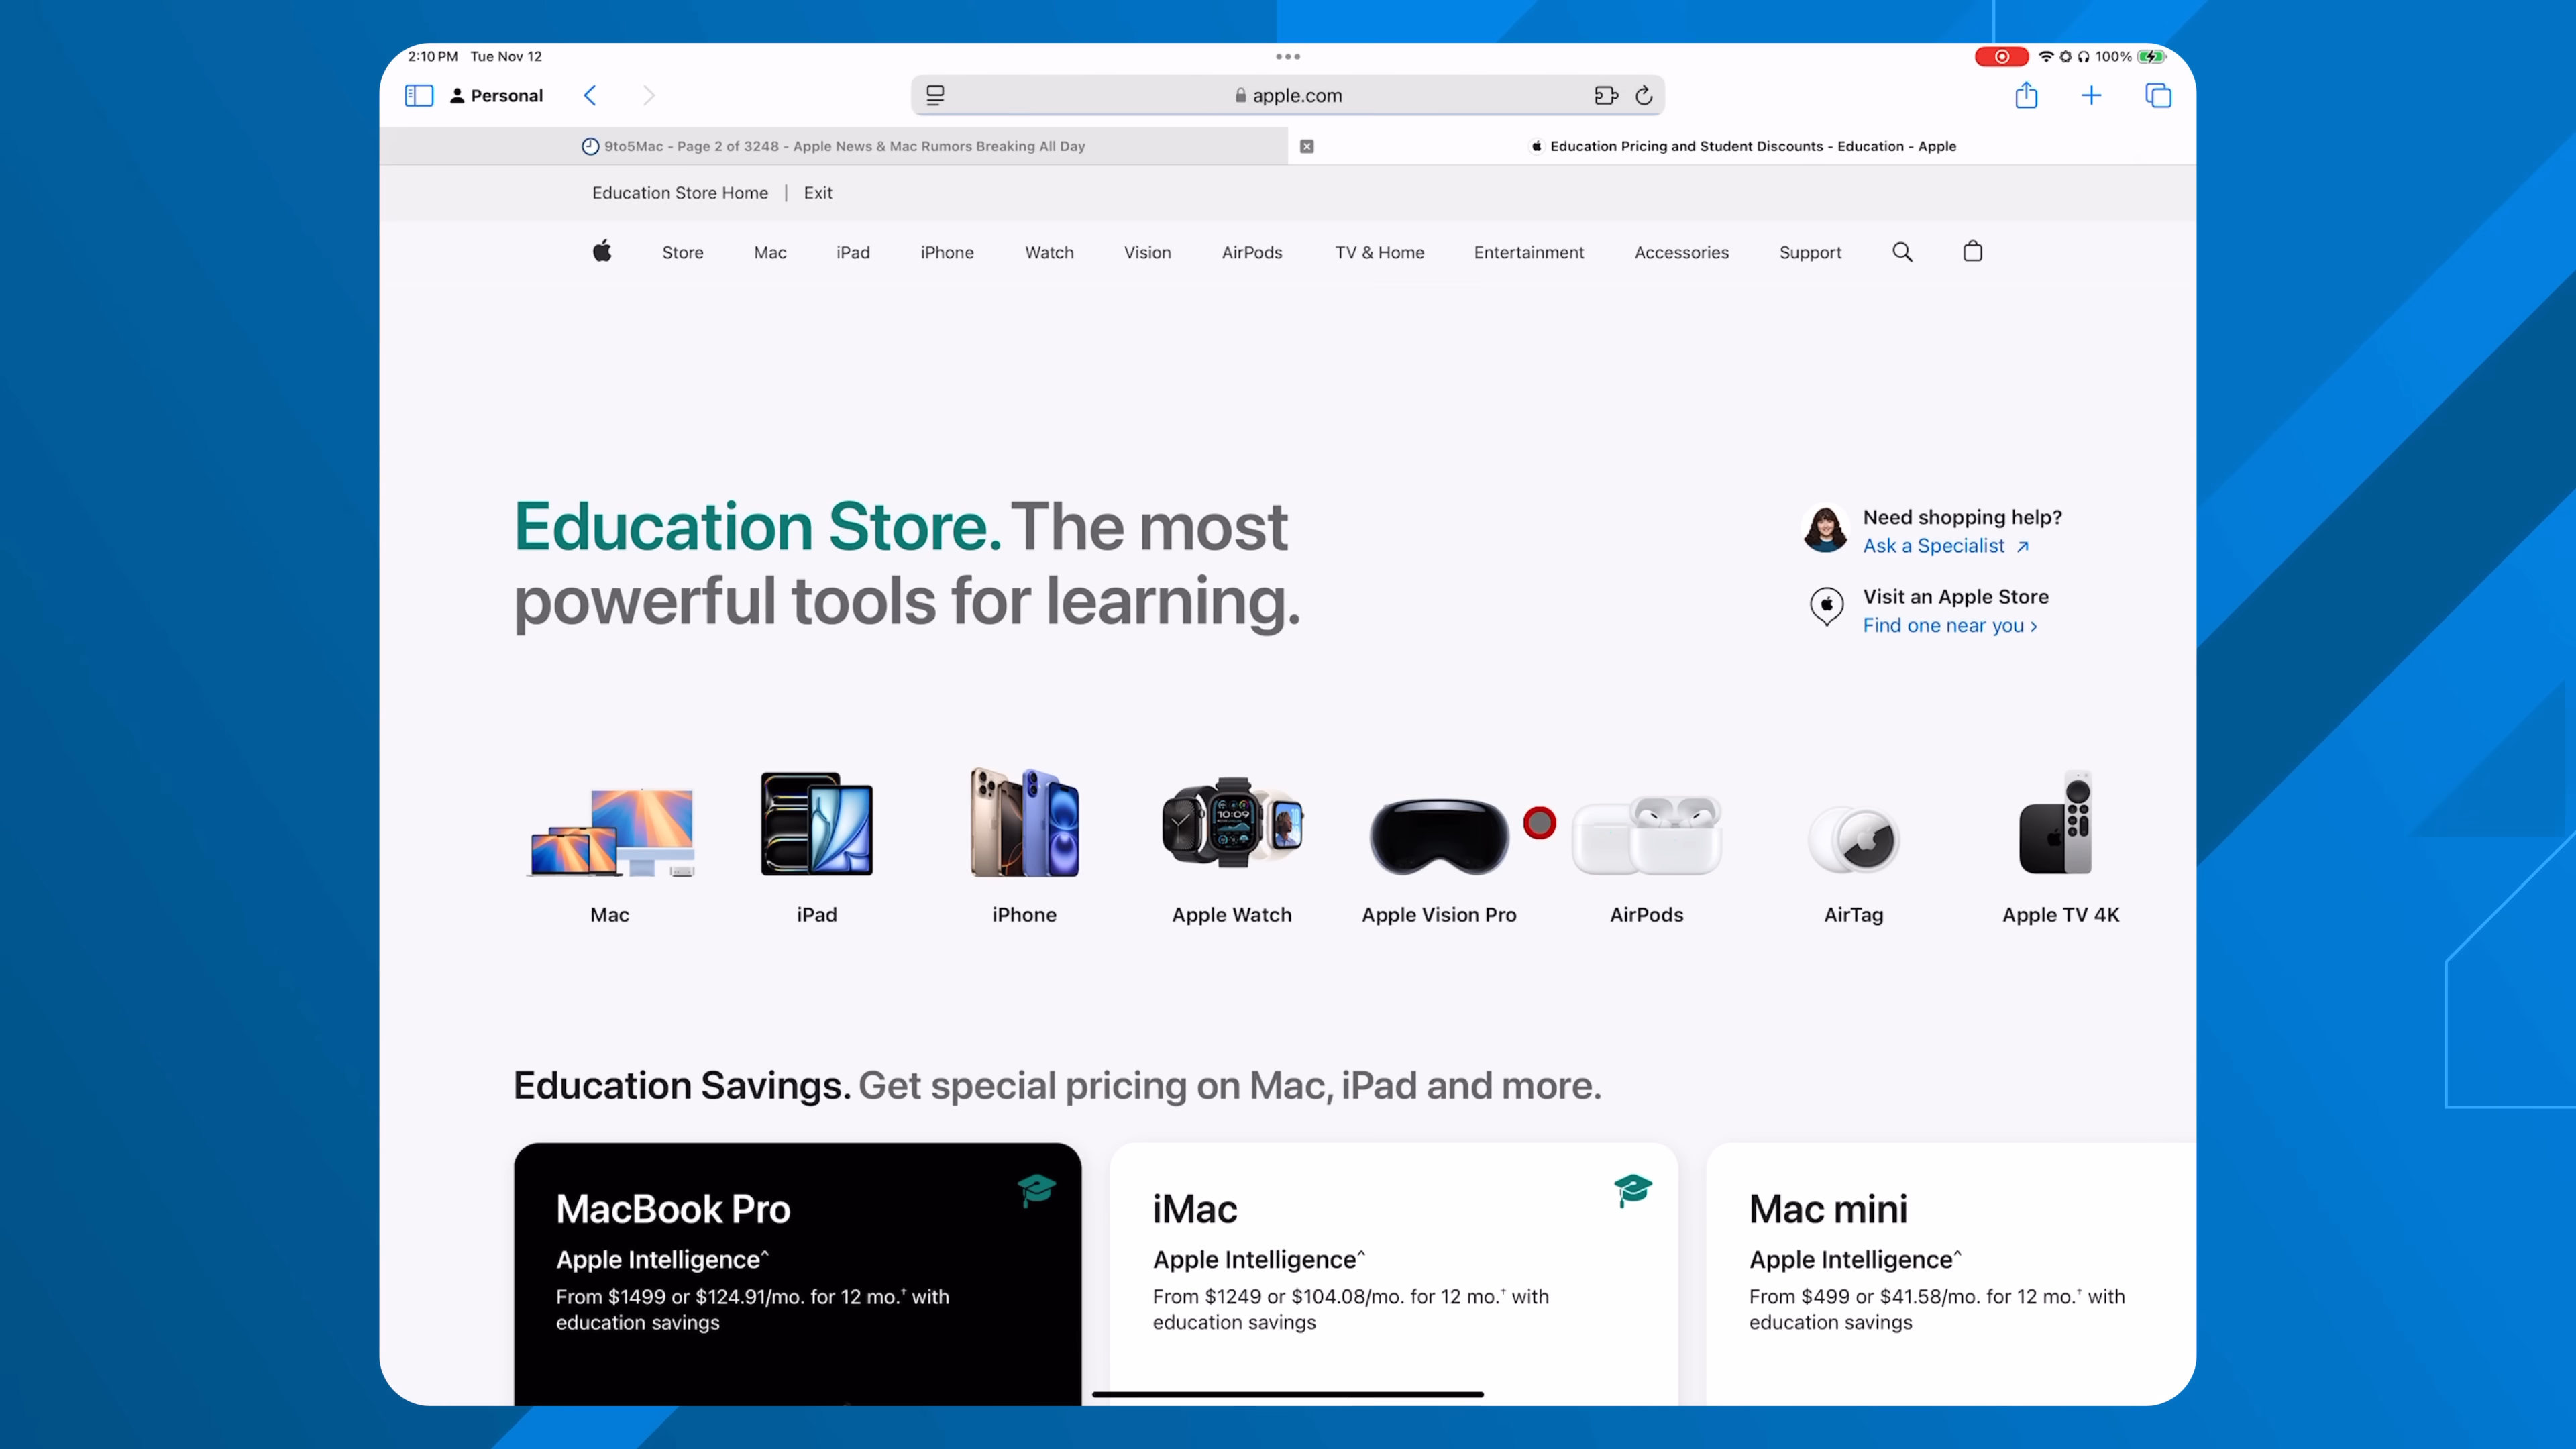 2:10 PM Tue Nov 12
100%
Personal
apple.com
9to5Mac - Page 2 of 3248 - Apple News & Mac Rumors Breaking All Day
Education Pricing and Student Discounts - Education - Apple
Education Store Home | Exit
Store Mac iPad iPhone Watch Vision AirPods TV & Home Entertainment Accessories Support
Education Store. The most
powerful tools for learning.
Need shopping help?
Ask a Specialist ↗
Visit an Apple Store
Find one near you ›
10:09
Mac iPad iPhone Apple Watch Apple Vision Pro AirPods AirTag Apple TV 4K
Education Savings. Get special pricing on Mac, iPad and more.
MacBook Pro
Apple Intelligence^
From $1499 or $124.91/mo. for 12 mo.† with
education savings
iMac
Apple Intelligence^
From $1249 or $104.08/mo. for 12 mo.† with
education savings
Mac mini
Apple Intelligence^
From $499 or $41.58/mo. for 12 mo.† with
education savings